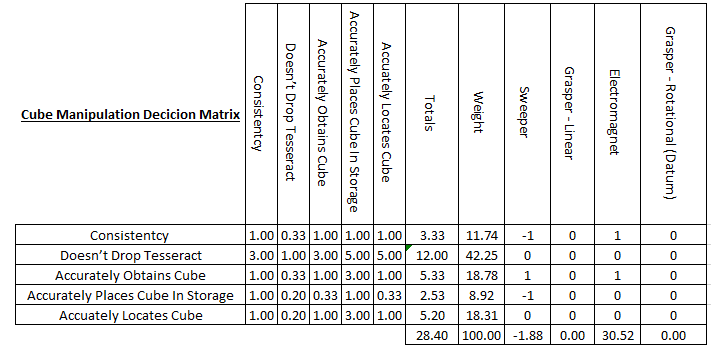 Cube Manipulation Decicion Matrix Consistentcy Doesn't Drop Tesseract Accurately Obtains Cube Accurately Places Cube In Storage Accuately Locates Cube Totals Weight Sweeper Grasper - Linear Electromagnet Grasper - Rotational (Datum)
Consistentcy 1.00 0.33 1.00 1.00 1.00 3.33 11.74 -1 0 1 0
Doesn't Drop Tesseract 3.00 1.00 3.00 5.00 5.00 12.00 42.25 0 0 0 0
Accurately Obtains Cube 1.00 0.33 1.00 3.00 1.00 5.33 18.78 1 0 1 0
Accurately Places Cube In Storage 1.00 0.20 0.33 1.00 0.33 2.53 8.92 -1 0 0 0
Accuately Locates Cube 1.00 0.20 1.00 3.00 1.00 5.20 18.31 0 0 0 0
28.40 100.00 -1.88 0.00 30.52 0.00